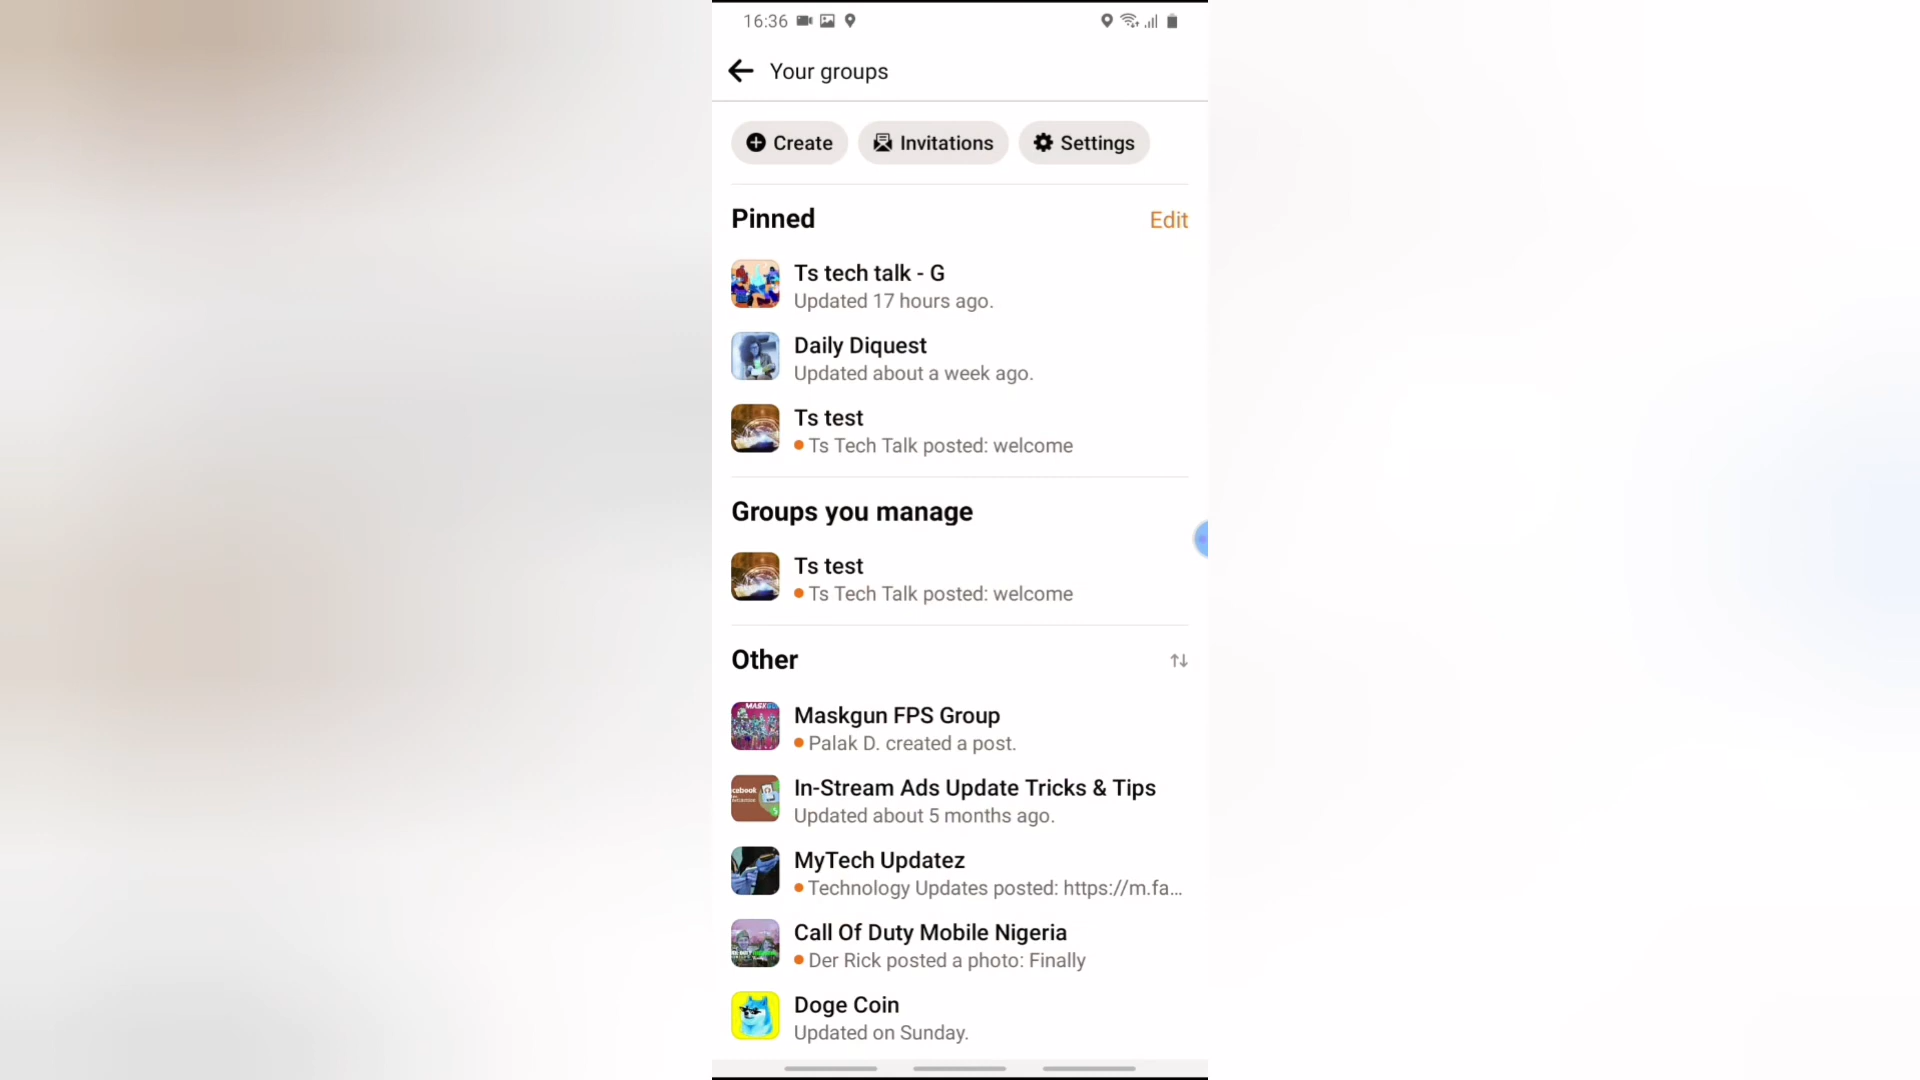 16:36
Your groups
Create
Invitations
Settings
Pinned
Edit
Ts tech talk - G
Updated 17 hours ago.
Daily Diquest
Updated about a week ago.
Ts test
Ts Tech Talk posted: welcome
Groups you manage
Ts test
Ts Tech Talk posted: welcome
Other
Maskgun FPS Group
Palak D. created a post.
In-Stream Ads Update Tricks & Tips
Updated about 5 months ago.
MyTech Updatez
Technology Updates posted: https://m.fa...
Call Of Duty Mobile Nigeria
Der Rick posted a photo: Finally
Doge Coin
Updated on Sunday.